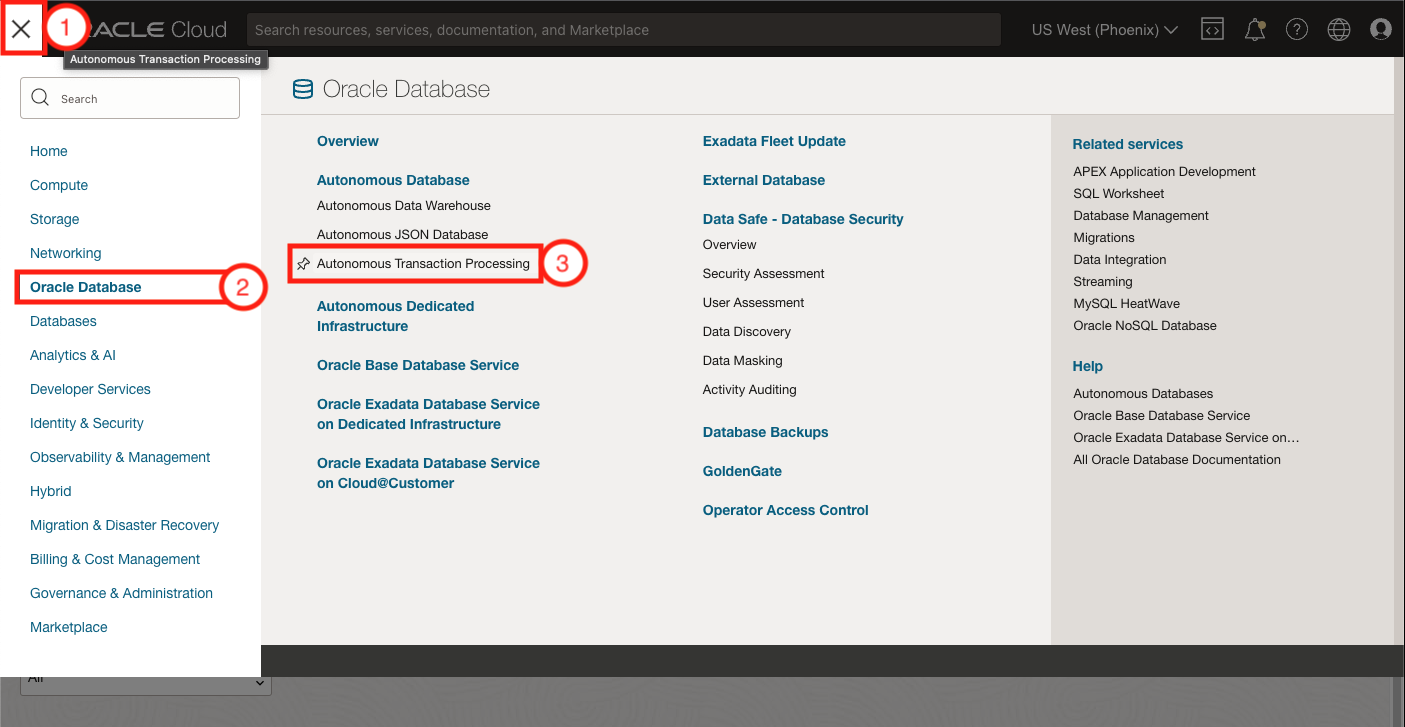 1
ORACLE Cloud
Search resources, services, documentation, and Marketplace
US West (Phoenix)
Autonomous Transaction Processing
Search
Home
Compute
Storage
Networking
Oracle Database
2
Databases
Analytics & AI
Developer Services
Identity & Security
Observability & Management
Hybrid
Migration & Disaster Recovery
Billing & Cost Management
Governance & Administration
Marketplace
Oracle Database
Overview
Autonomous Database
Autonomous Data Warehouse
Autonomous JSON Database
Autonomous Transaction Processing
3
Autonomous Dedicated
Infrastructure
Oracle Base Database Service
Oracle Exadata Database Service
on Dedicated Infrastructure
Oracle Exadata Database Service
on Cloud@Customer
Exadata Fleet Update
External Database
Data Safe - Database Security
Overview
Security Assessment
User Assessment
Data Discovery
Data Masking
Activity Auditing
Database Backups
GoldenGate
Operator Access Control
Related services
APEX Application Development
SQL Worksheet
Database Management
Migrations
Data Integration
Streaming
MySQL HeatWave
Oracle NoSQL Database
Help
Autonomous Databases
Oracle Base Database Service
Oracle Exadata Database Service on…
All Oracle Database Documentation
All